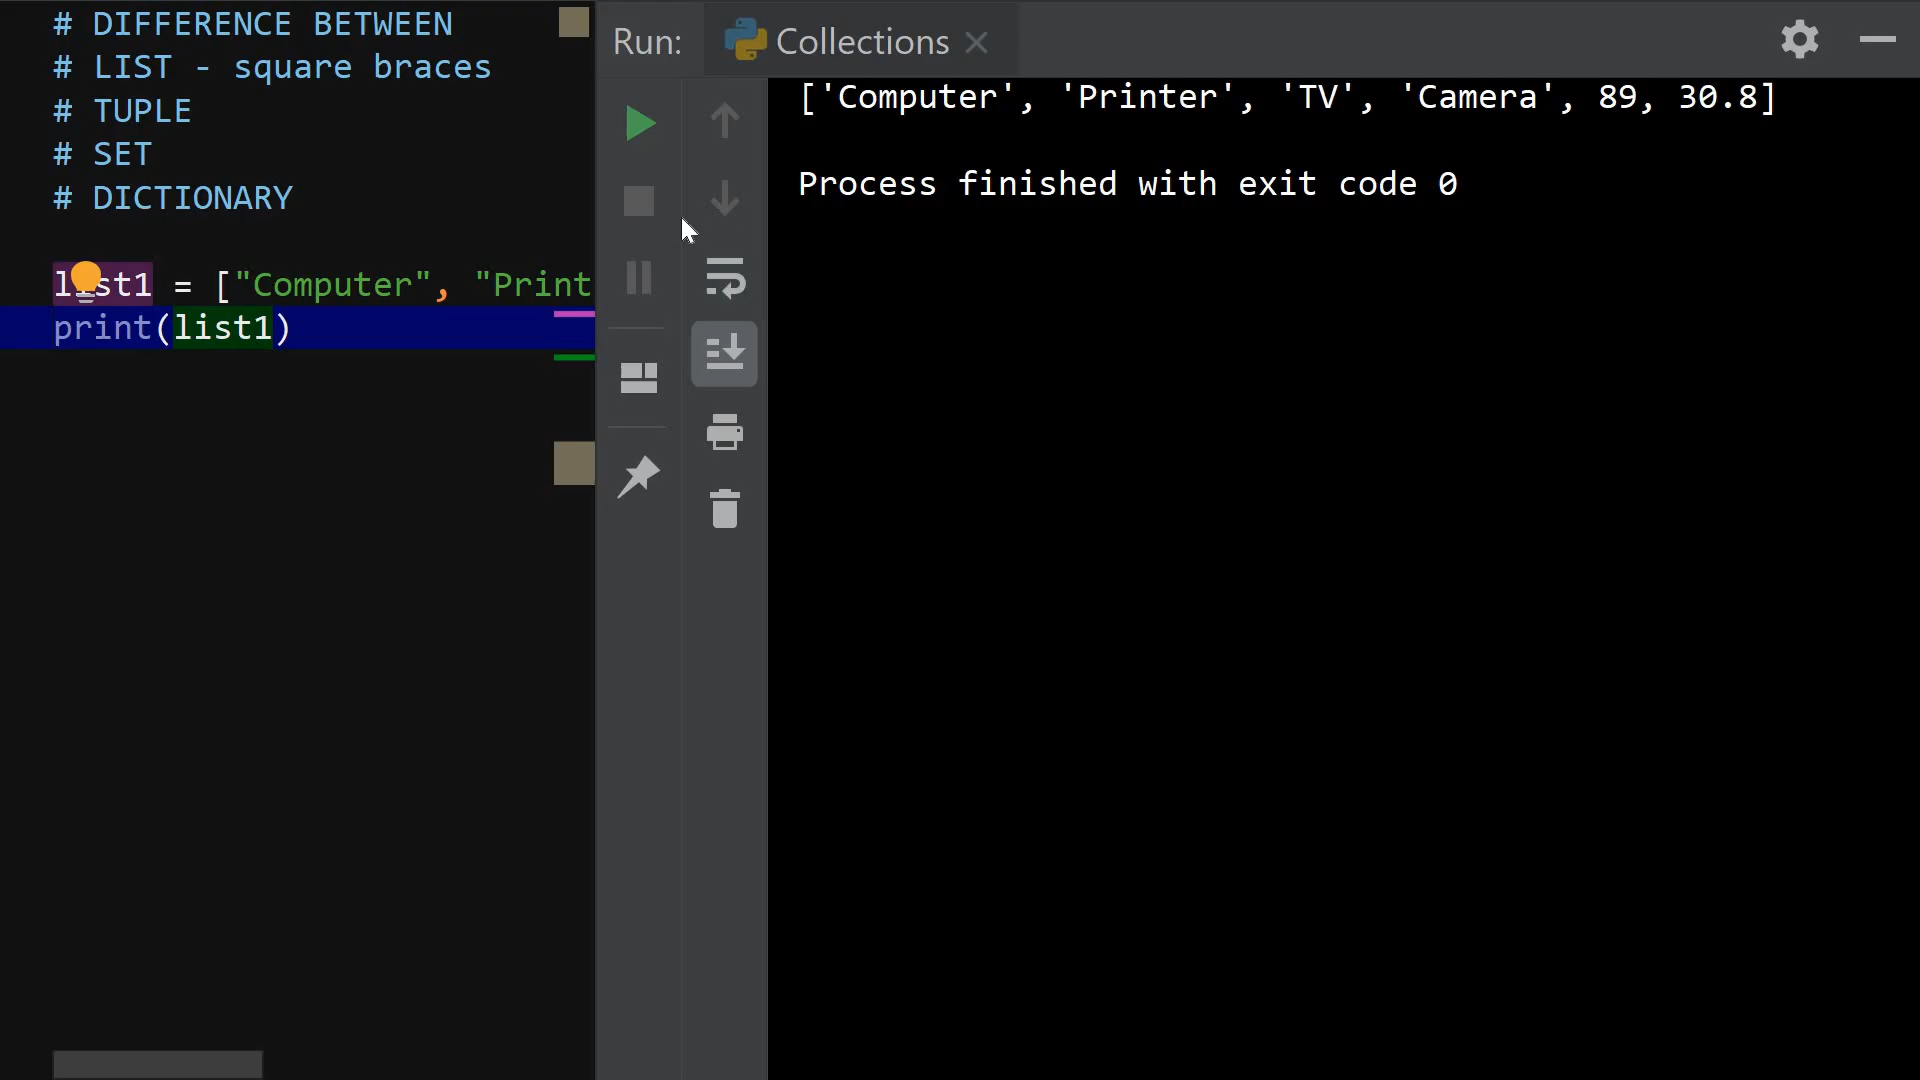 # DIFFERENCE BETWEEN
# LIST - square braces
# TUPLE
# SET
# DICTIONARY
list1 = ["Computer", "Print
print(list1)
Run: Collections
['Computer', 'Printer', 'TV', 'Camera', 89, 30.8]
Process finished with exit code 0